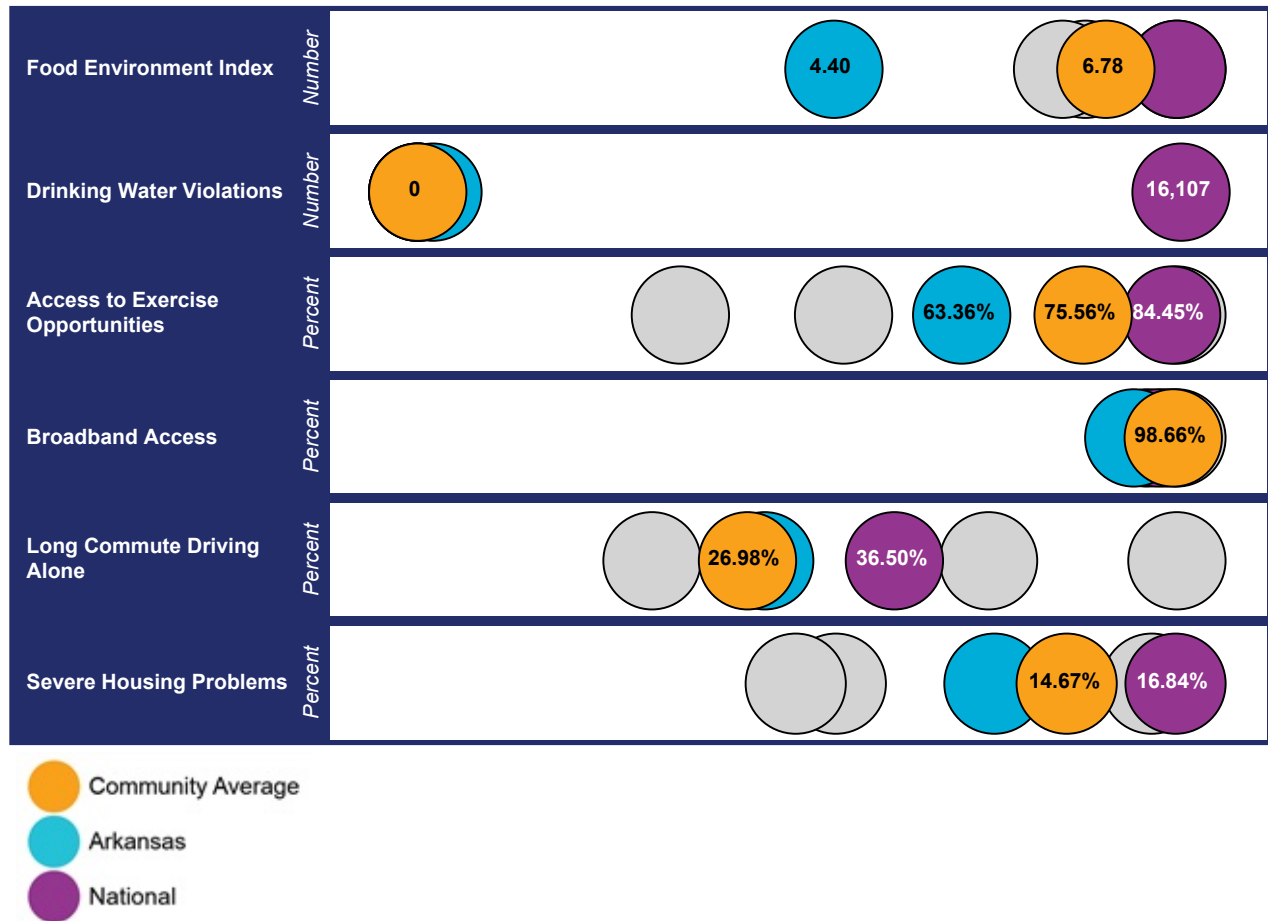 Food Environment Index
Number
4.40
6.78
Drinking Water Violations
Number
0
16,107
Access to Exercise
Opportunities
Percent
63.36%
75.56%
84.45%
Broadband Access
Percent
98.66%
Long Commute Driving
Alone
Percent
26.98%
36.50%
Severe Housing Problems
Percent
14.67%
16.84%
Community Average
Arkansas
National